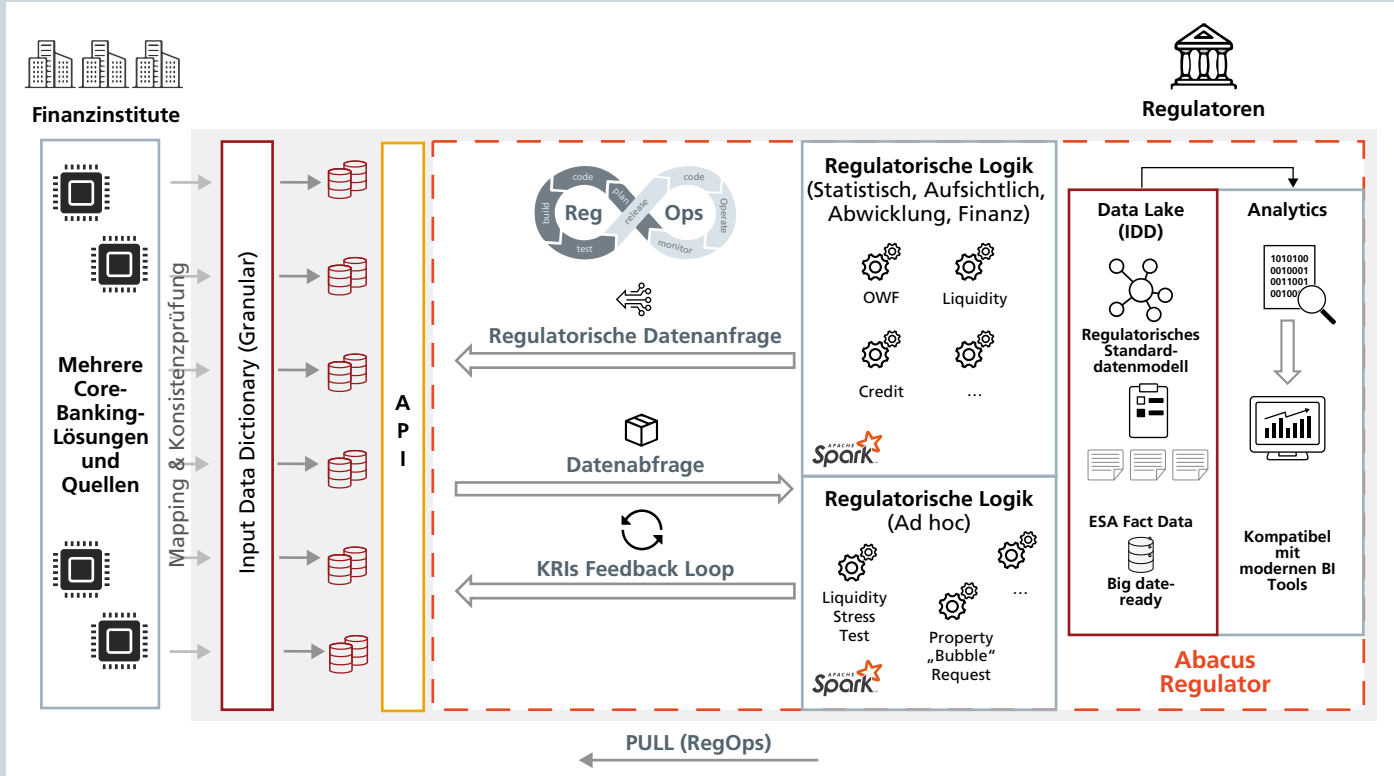 Finanzinstitute
Regulatoren
Mehrere
Core-
Banking-
Lösungen
und
Quellen
Mapping & Konsistenzprüfung
Input Data Dictionary (Granular)
A
P
I
Reg
Ops
code
plan
build
test
release
code
Operate
monitor
Regulatorische Datenanfrage
Datenabfrage
KRIs Feedback Loop
Regulatorische Logik
(Statistisch, Aufsichtlich,
Abwicklung, Finanz)
OWF
Liquidity
Credit
...
APACHE
Spark
Regulatorische Logik
(Ad hoc)
Liquidity
Stress
Test
Property
„Bubble“
Request
...
APACHE
Spark
Data Lake
(IDD)
Regulatorisches
Standard-
datenmodell
ESA Fact Data
Big date-
ready
Analytics
1010100
0010001
0011001
00100
Kompatibel
mit
modernen BI
Tools
Abacus
Regulator
PULL (RegOps)